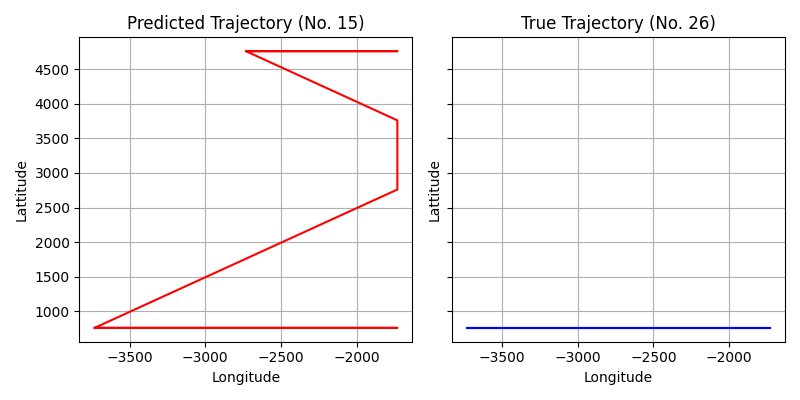 Predicted Trajectory (No. 15)
True Trajectory (No. 26)
Lattitude
4500
4000
3500
3000
2500
2000
1500
1000
−3500 −3000 −2500 −2000
Longitude
Lattitude
−3500 −3000 −2500 −2000
Longitude